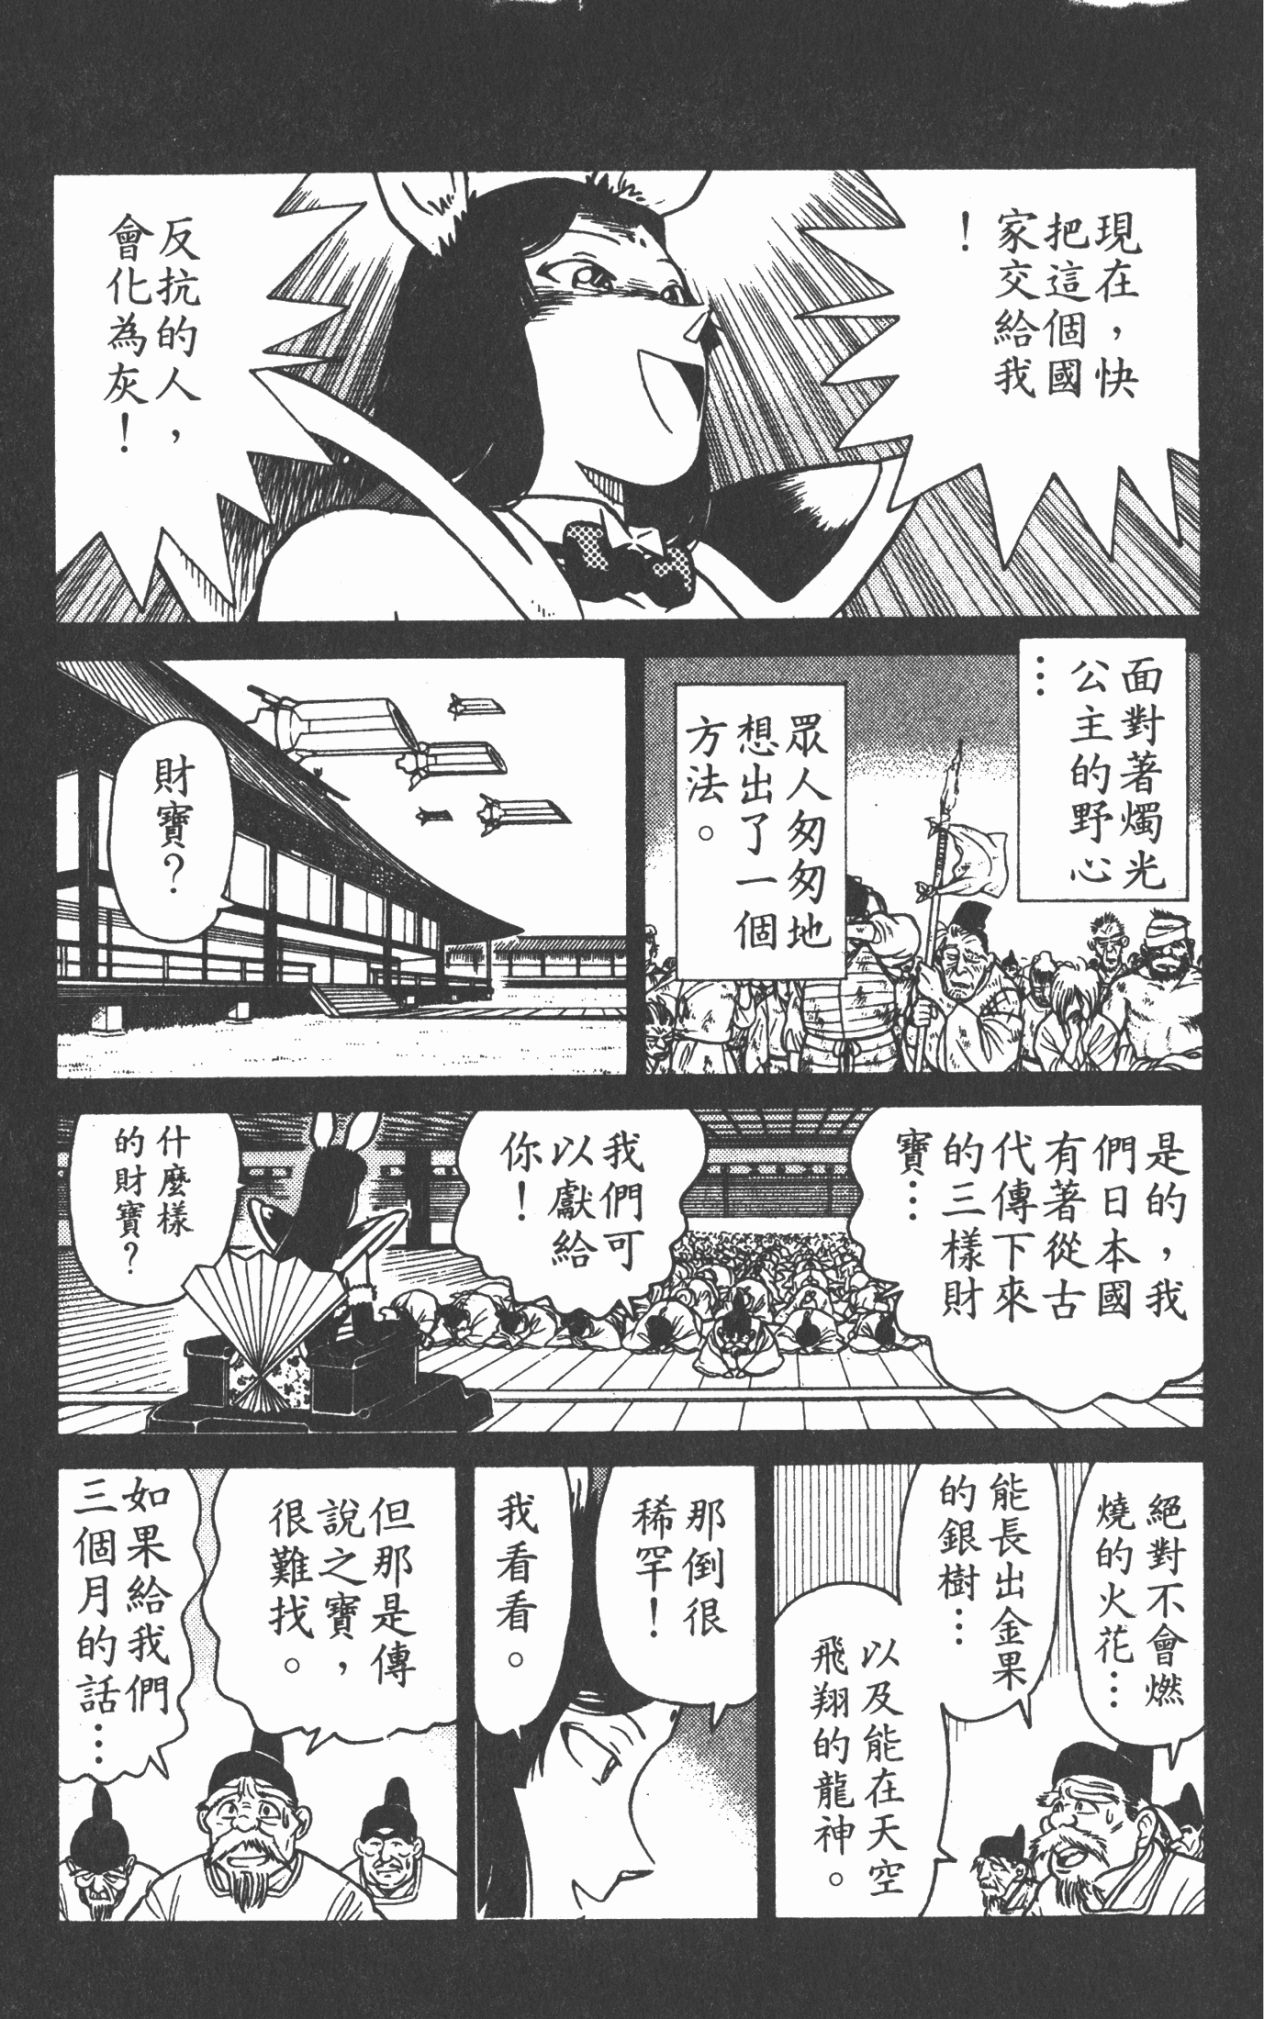 現在，快
把這個國
家交給我
！
反抗的人，
會化為灰！
面對著燭光
公主的野心
…
眾人匆匆地
想出了一個
方法。
財寶？
是的，我
們日本國
有著從古
代傳下來
的三樣財
寶…
我們可
以獻給
你！
什麼樣
的財寶？
絕對不會燃
燒的火花…
能長出金果
的銀樹…
以及能在天空
飛翔的龍神。
那倒很
稀罕！
我看看。
但那是傳
說之寶，
很難找。
如果給我們
三個月的話…